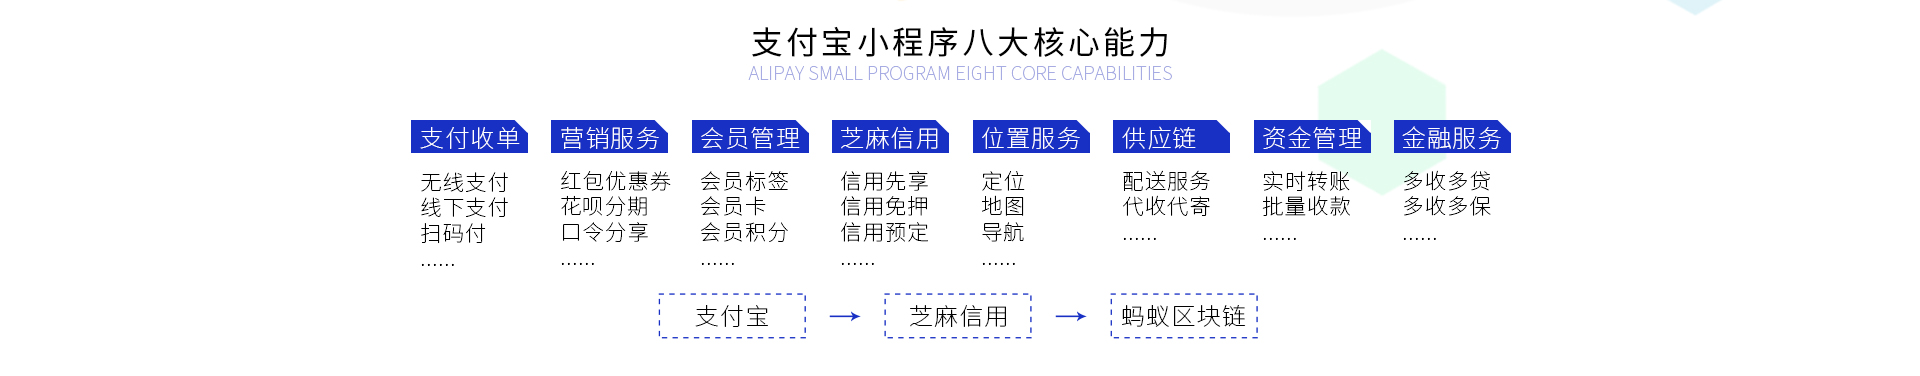 支付宝小程序八大核心能力
ALIPAY SMALL PROGRAM EIGHT CORE CAPABILITIES
支付收单
无线支付
线下支付
扫码付
......
营销服务
红包优惠券
花呗分期
口令分享
......
会员管理
会员标签
会员卡
会员积分
......
芝麻信用
信用先享
信用免押
信用预定
......
位置服务
定位
地图
导航
......
供应链
配送服务
代收代寄
......
资金管理
实时转账
批量收款
......
金融服务
多收多贷
多收多保
......
支付宝 → 芝麻信用 → 蚂蚁区块链